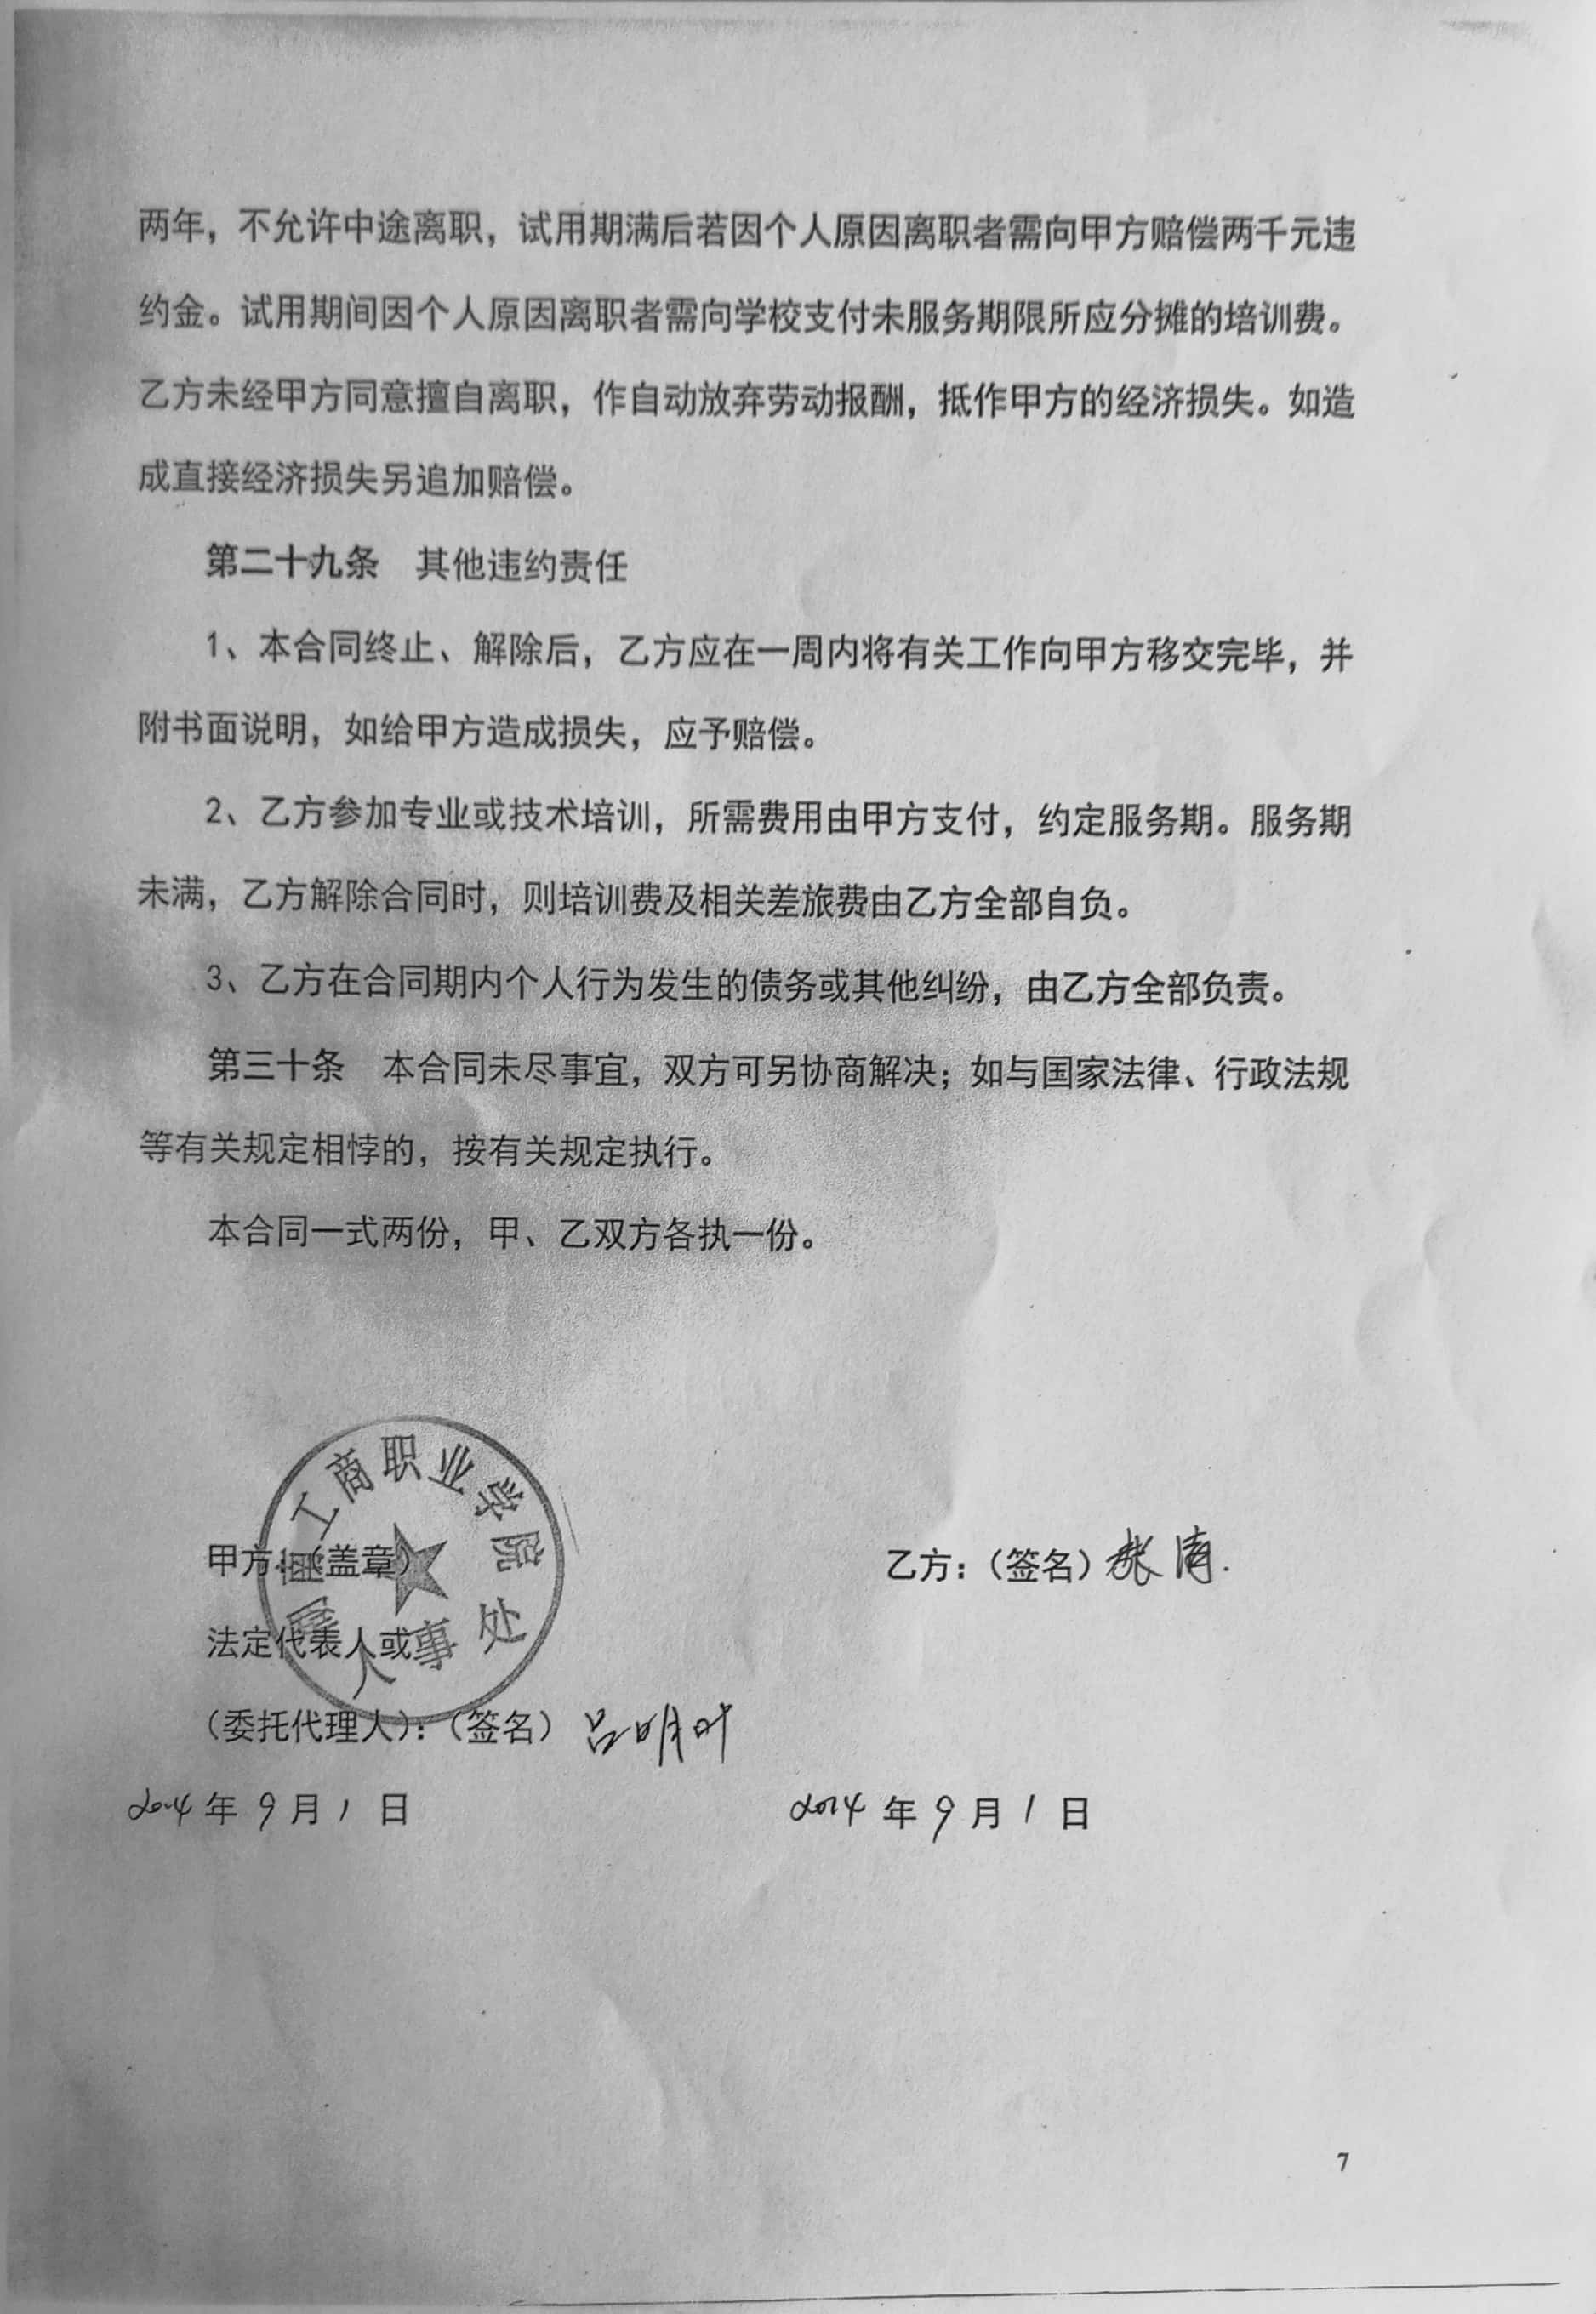 两年，不允许中途离职，试用期满后若因个人原因离职者需向甲方赔偿两千元违
约金。试用期间因个人原因离职者需向学校支付未服务期限所应分摊的培训费。
乙方未经甲方同意擅自离职，作自动放弃劳动报酬，抵作甲方的经济损失。如造
成直接经济损失另追加赔偿。
第二十九条 其他违约责任
1、本合同终止、解除后，乙方应在一周内将有关工作向甲方移交完毕，并
附书面说明，如给甲方造成损失，应予赔偿。
2、乙方参加专业或技术培训，所需费用由甲方支付，约定服务期。服务期
未满，乙方解除合同时，则培训费及相关差旅费由乙方全部自负。
3、乙方在合同期内个人行为发生的债务或其他纠纷，由乙方全部负责。
第三十条 本合同未尽事宜，双方可另协商解决；如与国家法律、行政法规
等有关规定相悖的，按有关规定执行。
本合同一式两份，甲、乙双方各执一份。
工商职业学院
人事处
甲方：（盖章） 乙方：（签名）张
法定代表人或
（委托代理人）：（签名）吕明叶
2024年9月1日 2024年9月1日
7